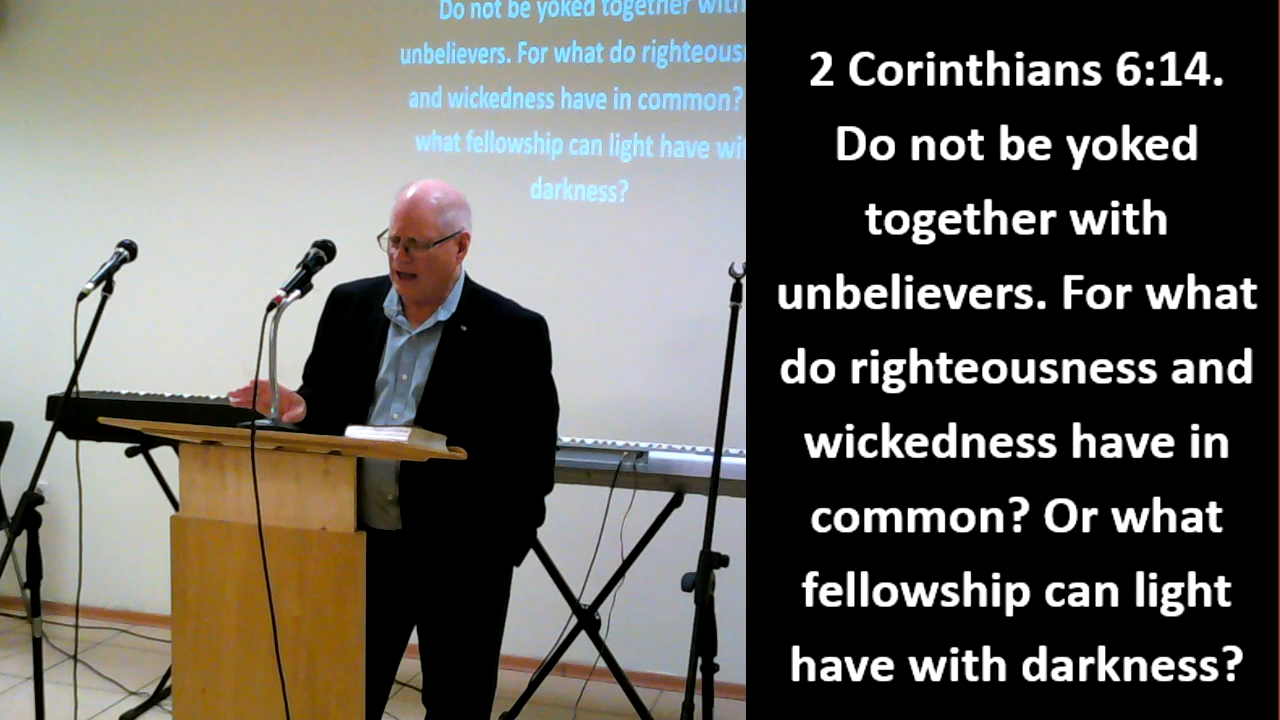 Do not be yoked together with
unbelievers. For what do
and wickedness have in common?
what fellowship can light have
darkness?
2 Corinthians 6:14.
Do not be yoked
together with
unbelievers. For what
do righteousness and
wickedness have in
common? Or what
fellowship can light
have with darkness?